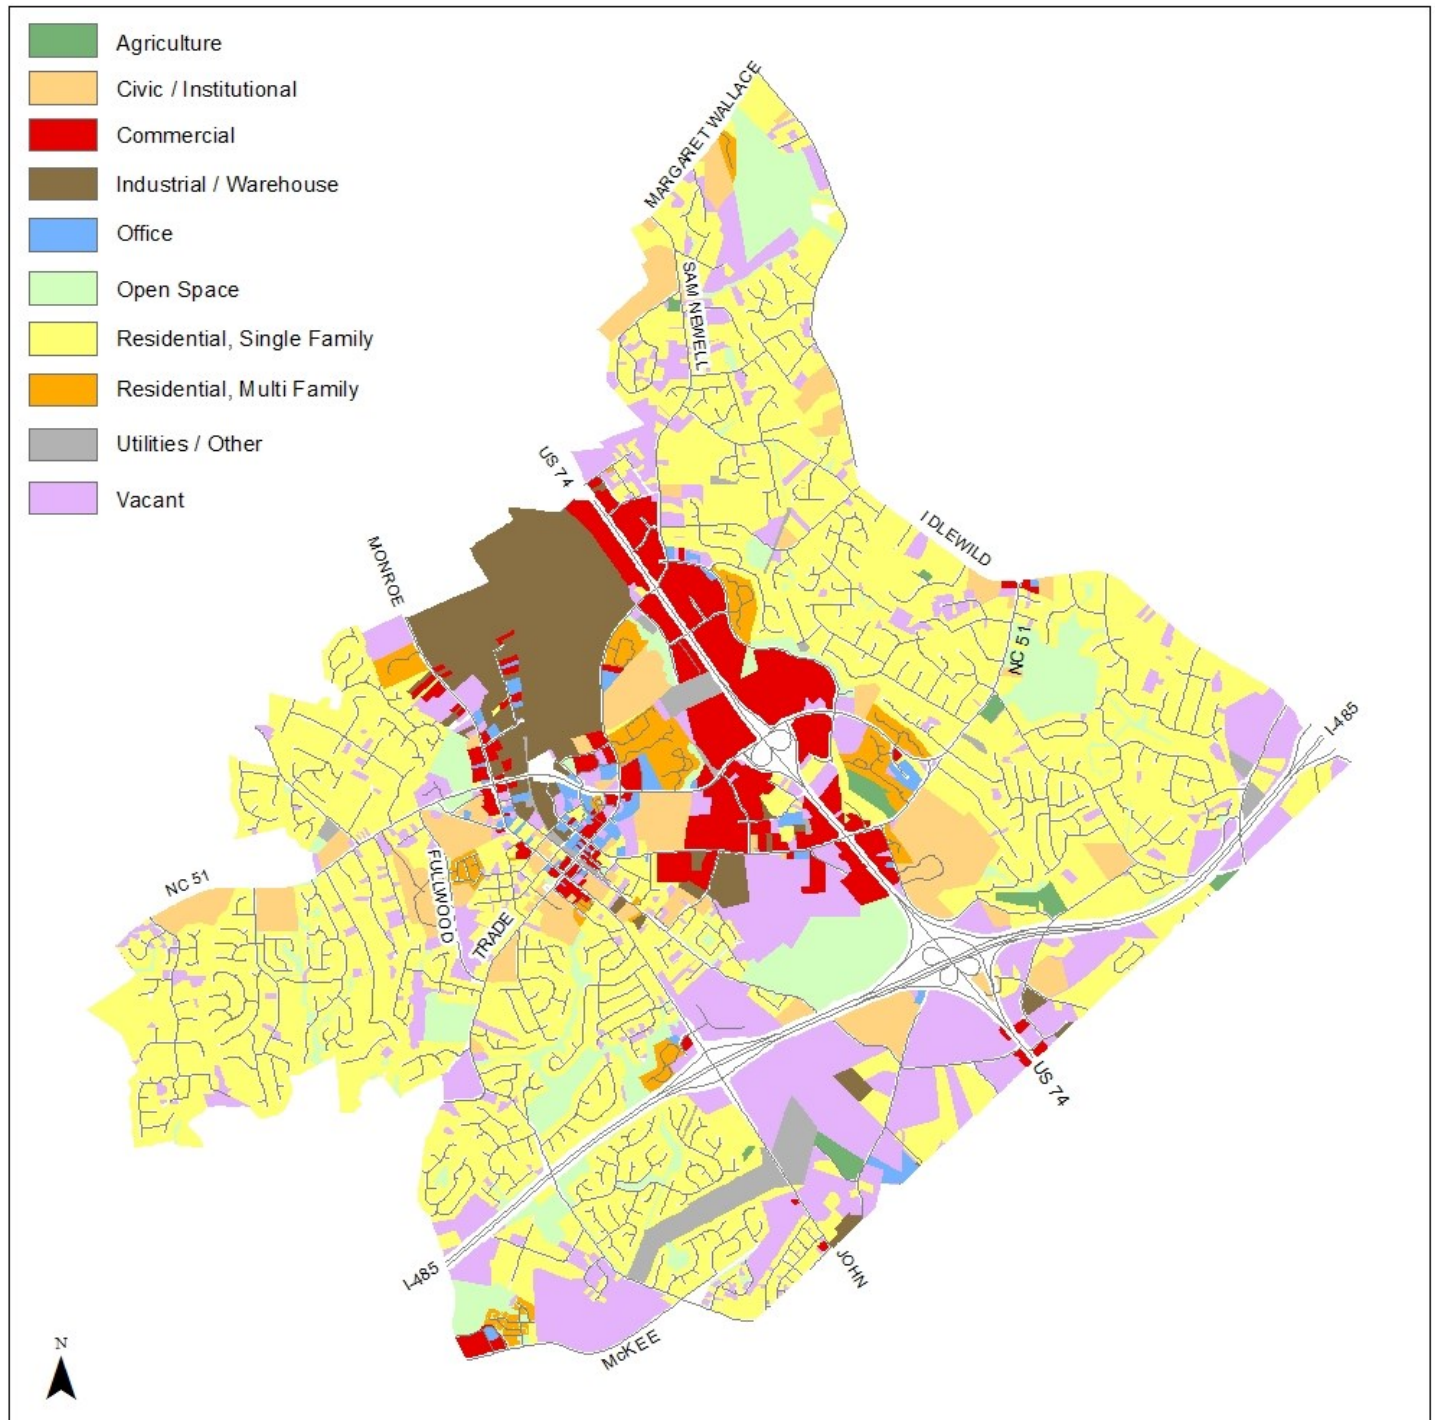 Agriculture
Civic / Institutional
Commercial
Industrial / Warehouse
Office
Open Space
Residential, Single Family
Residential, Multi Family
Utilities / Other
Vacant
MARGARET WALLACE
SAM NEWELL
US 74
MONROE
IDLEWILD
NC 51
I-485
NC 51
FULLWOOD
TRADE
US 74
I-485
JOHN
McKEE
N